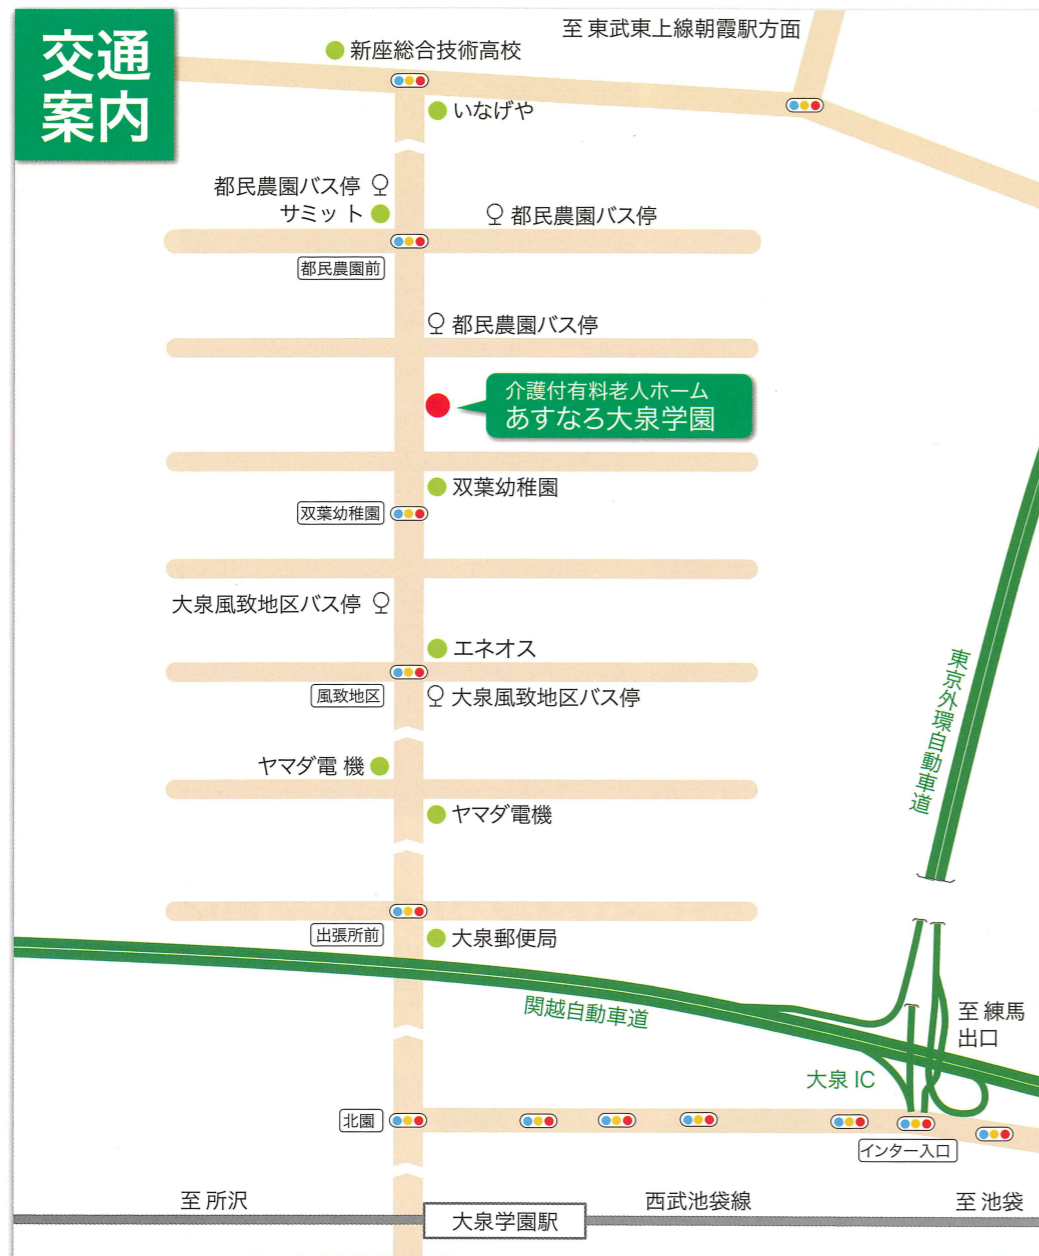 交通
案内
至 東武東上線朝霞駅方面
新座総合技術高校
いなげや
都民農園バス停
サミット
都民農園バス停
都民農園前
都民農園バス停
介護付有料老人ホーム
あすなろ大泉学園
双葉幼稚園
双葉幼稚園
大泉風致地区バス停
エネオス
風致地区
大泉風致地区バス停
東京外環自動車道
ヤマダ電機
ヤマダ電機
出張所前
大泉郵便局
関越自動車道
至 練馬
出口
大泉 IC
北園
インター入口
至 所沢
大泉学園駅
西武池袋線
至 池袋